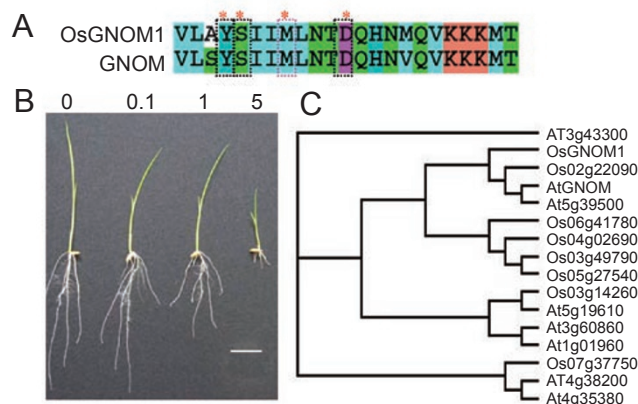 A
* * * *
OsGNOM1 VLAYSIIMLNTDQHNMQVKKKMT
GNOM VLSYSIIMLNTDQHNVQVKKKMT
B
0 0.1 1 5
C
AT3g43300
OsGNOM1
Os02g22090
AtGNOM
At5g39500
Os06g41780
Os04g02690
Os03g49790
Os05g27540
Os03g14260
At5g19610
At3g60860
At1g01960
Os07g37750
AT4g38200
At4g35380